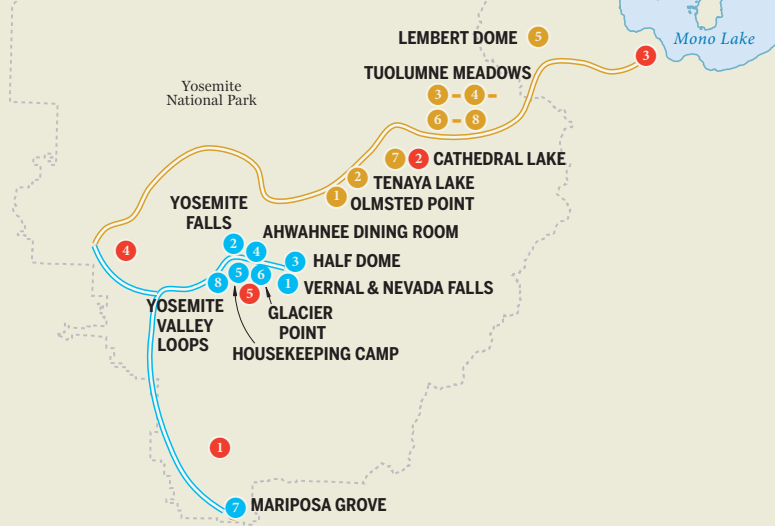 LEMBERT DOME 5
Mono Lake
3
TUOLUMNE MEADOWS
3 - 4 -
6 - 8
Yosemite
National Park
7 2 CATHEDRAL LAKE
2 TENAYA LAKE
1 OLMSTED POINT
YOSEMITE
FALLS
2
4
AHWAHNEE DINING ROOM
4
3 HALF DOME
8
5
6
1 VERNAL & NEVADA FALLS
5
YOSEMITE
VALLEY
LOOPS
GLACIER
POINT
HOUSEKEEPING CAMP
1
7 MARIPOSA GROVE